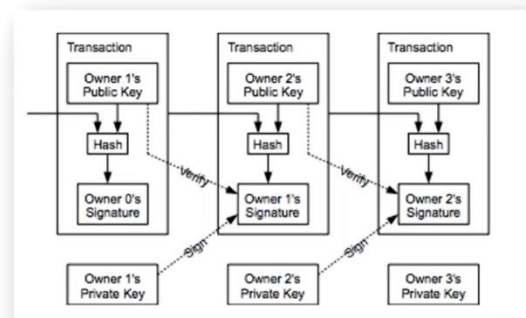 Transaction
Owner 1's
Public Key
Hash
Owner 0's
Signature
Transaction
Owner 2's
Public Key
Hash
Verify
Owner 1's
Signature
Transaction
Owner 3's
Public Key
Hash
Verify
Owner 2's
Signature
Owner 1's
Private Key
Sign
Owner 2's
Private Key
Sign
Owner 3's
Private Key